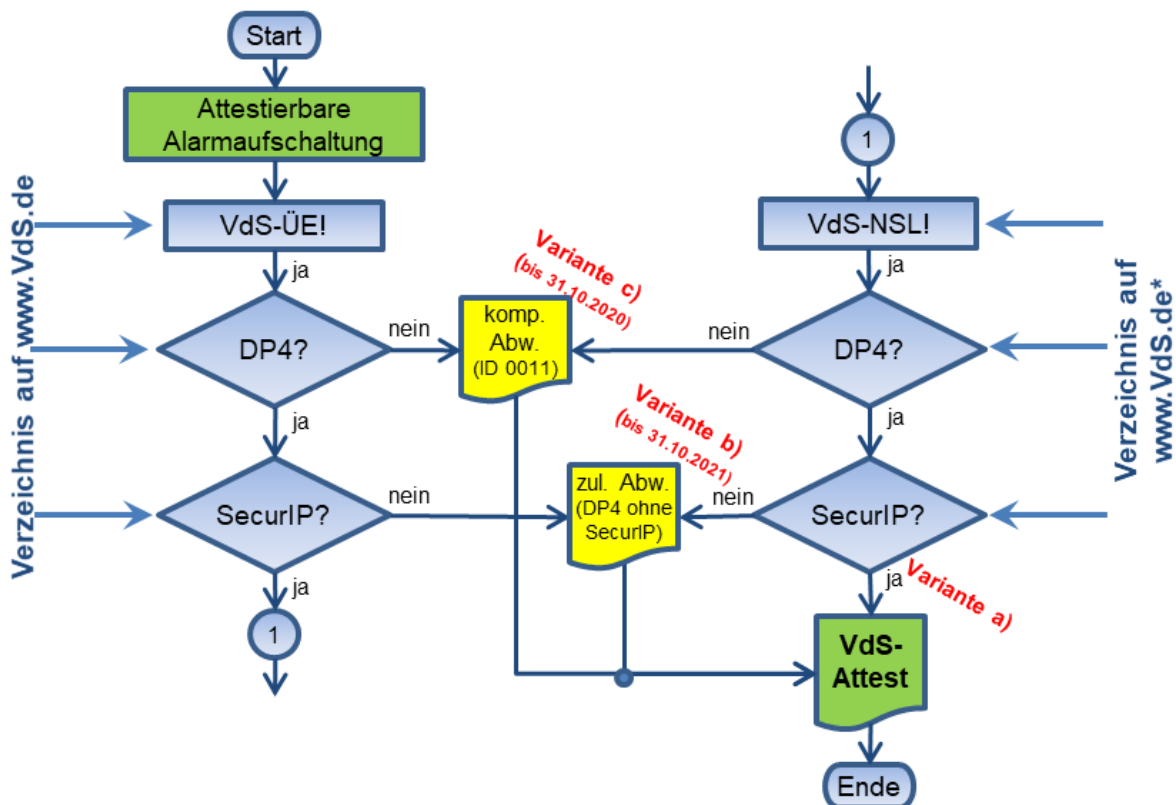 Start
Attestierbare
Alarmaufschaltung
VdS-ÜE!
ja
DP4?
nein
ja
SecurIP?
nein
ja
1
Verzeichnis auf www.VdS.de
komp.
Abw.
(ID 0011)
Variante c)
(bis 31.10.2020)
zul. Abw.
(DP4 ohne
SecurIP)
Variante b)
(bis 31.10.2021)
1
VdS-NSL!
ja
DP4?
nein
ja
SecurIP?
nein
ja
Variante a)
VdS-
Attest
Ende
Verzeichnis auf
www.VdS.de*